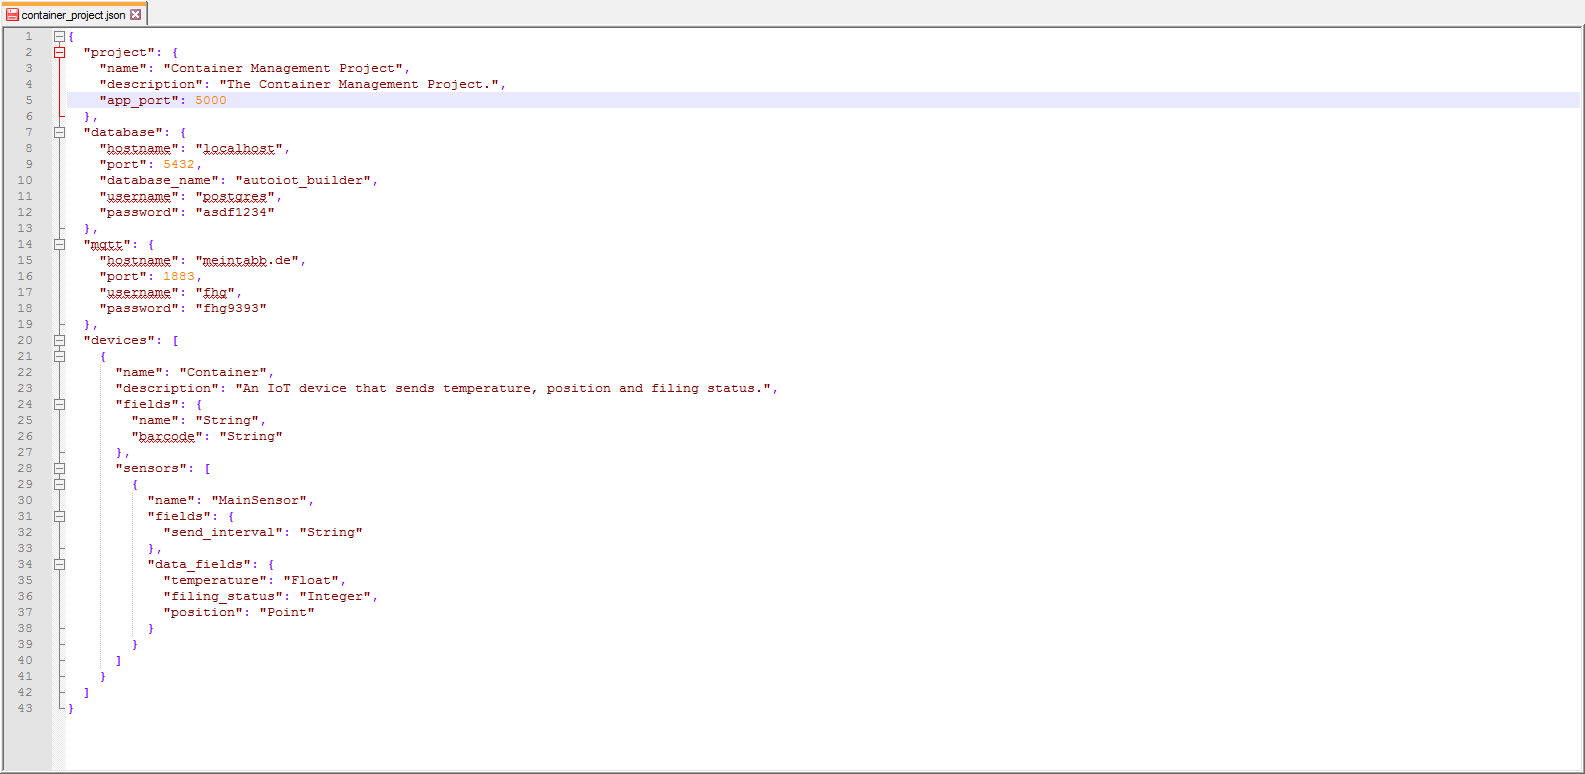 container_project.json
1 {
2 "project": {
3 "name": "Container Management Project",
4 "description": "The Container Management Project.",
5 "app_port": 5000
6 },
7 "database": {
8 "hostname": "localhost",
9 "port": 5432,
10 "database_name": "autoiot_builder",
11 "username": "postgres",
12 "password": "asdf1234"
13 },
14 "mqtt": {
15 "hostname": "meintabb.de",
16 "port": 1883,
17 "username": "fhg",
18 "password": "fhg9393"
19 },
20 "devices": [
21 {
22 "name": "Container",
23 "description": "An IoT device that sends temperature, position and filing status.",
24 "fields": {
25 "name": "String",
26 "barcode": "String"
27 },
28 "sensors": [
29 {
30 "name": "MainSensor",
31 "fields": {
32 "send_interval": "String"
33 },
34 "data_fields": {
35 "temperature": "Float",
36 "filing_status": "Integer",
37 "position": "Point"
38 }
39 }
40 ]
41 }
42 ]
43 }